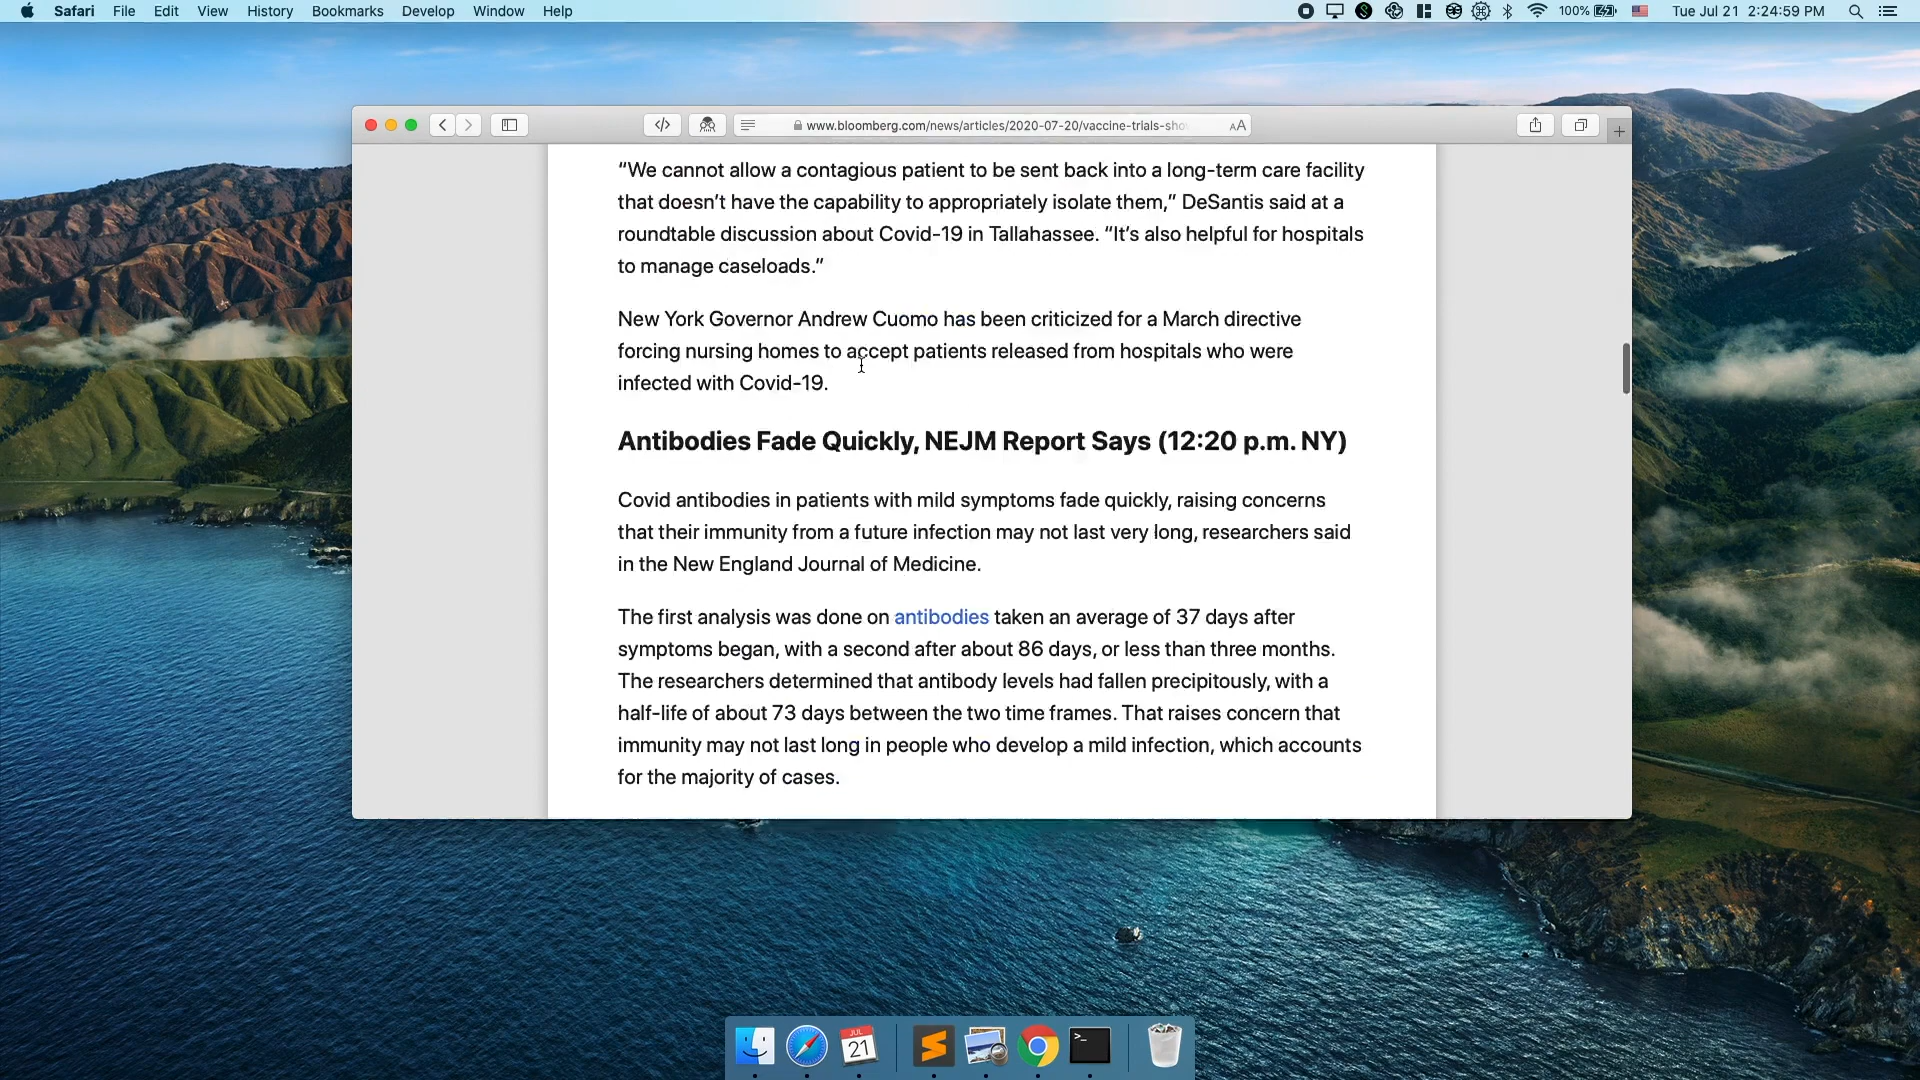 Safari File Edit View History Bookmarks Develop Window Help
100% Tue Jul 21 2:24:59 PM
www.bloomberg.com/news/articles/2020-07-20/vaccine-trials-sho
AA
“We cannot allow a contagious patient to be sent back into a long-term care facility
that doesn’t have the capability to appropriately isolate them,” DeSantis said at a
roundtable discussion about Covid-19 in Tallahassee. “It’s also helpful for hospitals
to manage caseloads.”
New York Governor Andrew Cuomo has been criticized for a March directive
forcing nursing homes to accept patients released from hospitals who were
infected with Covid-19.
Antibodies Fade Quickly, NEJM Report Says (12:20 p.m. NY)
Covid antibodies in patients with mild symptoms fade quickly, raising concerns
that their immunity from a future infection may not last very long, researchers said
in the New England Journal of Medicine.
The first analysis was done on antibodies taken an average of 37 days after
symptoms began, with a second after about 86 days, or less than three months.
The researchers determined that antibody levels had fallen precipitously, with a
half-life of about 73 days between the two time frames. That raises concern that
immunity may not last long in people who develop a mild infection, which accounts
for the majority of cases.
JUL
21